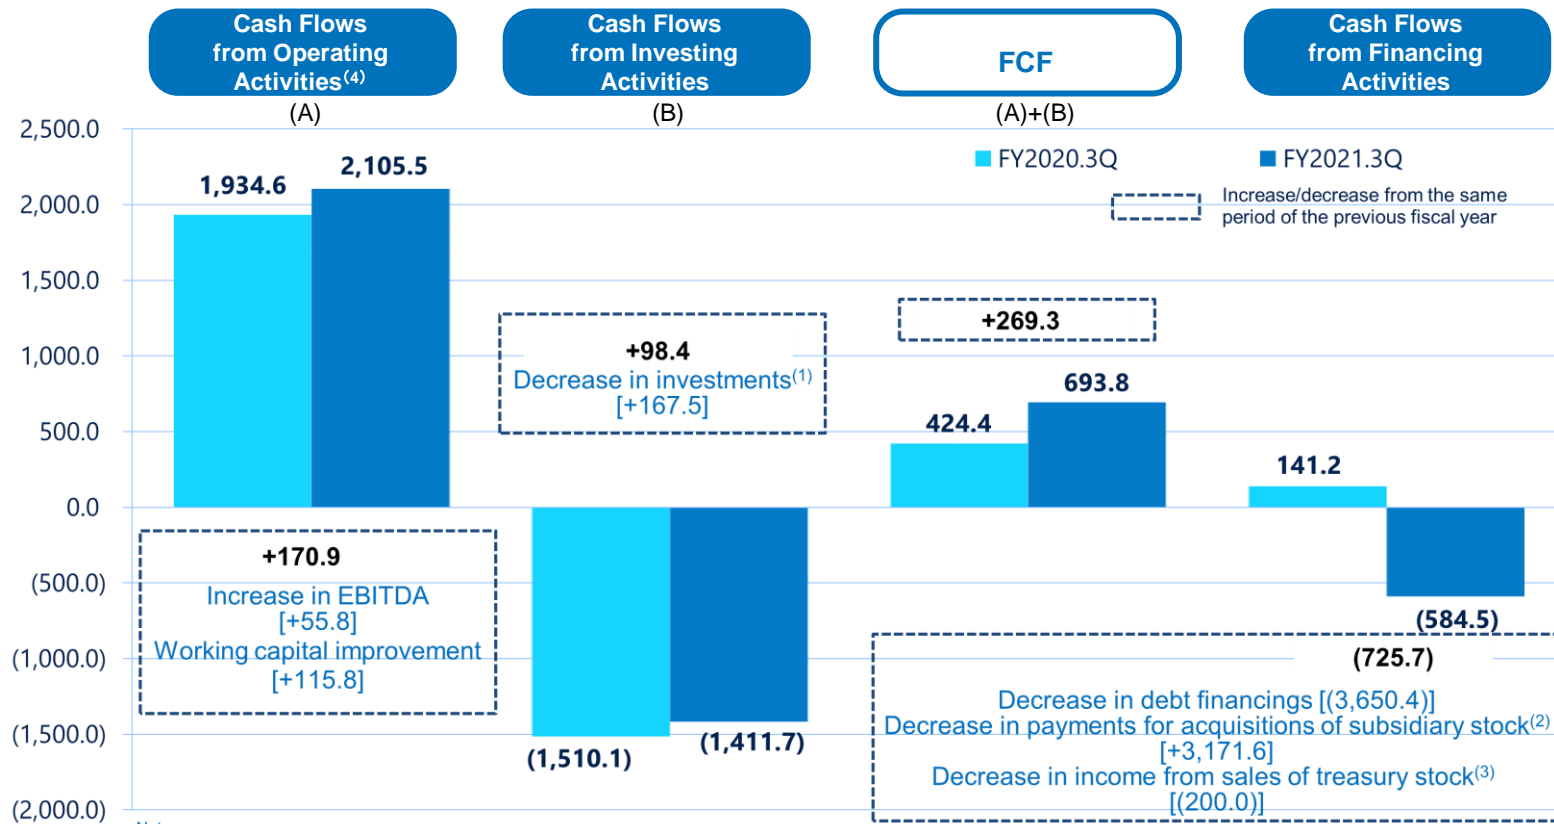 Cash Flows
from Operating
Activities(4)
Cash Flows
from Investing
Activities
FCF
Cash Flows
from Financing
Activities
(A)
(B)
(A)+(B)
2,500.0
2,000.0
1,500.0
1,000.0
500.0
0.0
(500.0)
(1,000.0)
(1,500.0)
(2,000.0)
FY2020.3Q
FY2021.3Q
Increase/decrease from the same
period of the previous fiscal year
1,934.6
2,105.5
+170.9
Increase in EBITDA
[+55.8]
Working capital improvement
[+115.8]
+98.4
Decrease in investments(1)
[+167.5]
(1,510.1)
(1,411.7)
+269.3
424.4
693.8
141.2
(584.5)
(725.7)
Decrease in debt financings [(3,650.4)]
Decrease in payments for acquisitions of subsidiary stock(2)
[+3,171.6]
Decrease in income from sales of treasury stock(3)
[(200.0)]